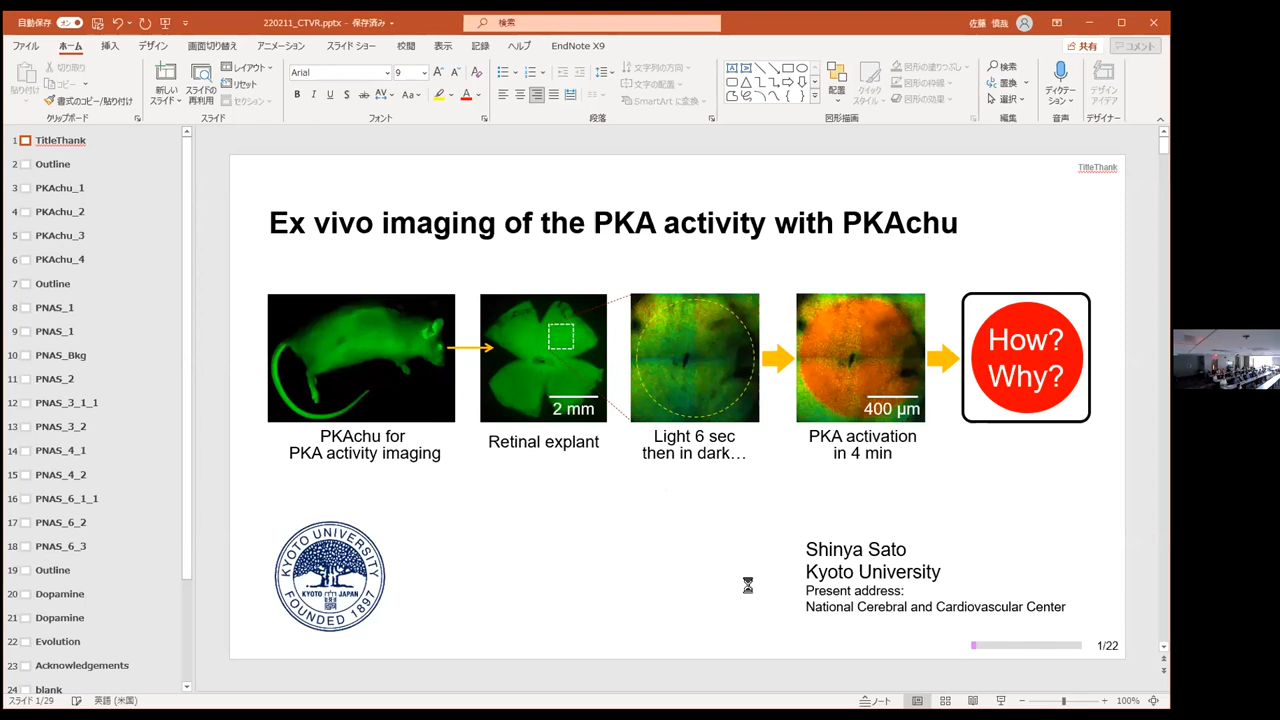 自動保存
オン
220211_CTVR.pptx - 保存済み
検索
佐藤 慎哉
ファイル
ホーム
挿入
デザイン
画面切り替え
アニメーション
スライド ショー
校閲
表示
記録
ヘルプ
EndNote X9
共有
コメント
貼り付け
切り取り
コピー
書式のコピー/貼り付け
クリップボード
新しいスライド
スライドの再利用
レイアウト
リセット
セクション
スライド
Arial
9
B I U S ab AV Aa A
フォント
文字列の方向
文字の配置
SmartArt に変換
段落
配置
クイックスタイル
図形の塗りつぶし
図形の枠線
図形の効果
図形描画
検索
置換
選択
編集
ディクテーション
音声
デザインアイデア
デザイナー
1 TitleThank
2 Outline
3 PKAchu_1
4 PKAchu_2
5 PKAchu_3
6 PKAchu_4
7 Outline
8 PNAS_1
9 PNAS_1
10 PNAS_Bkg
11 PNAS_2
12 PNAS_3_1_1
13 PNAS_3_2
14 PNAS_4_1
15 PNAS_4_2
16 PNAS_6_1_1
17 PNAS_6_2
18 PNAS_6_3
19 Outline
20 Dopamine
21 Dopamine
22 Evolution
23 Acknowledgements
24 blank
TitleThank
Ex vivo imaging of the PKA activity with PKAchu
2 mm
400 µm
How?
Why?
PKAchu for
PKA activity imaging
Retinal explant
Light 6 sec
then in dark…
PKA activation
in 4 min
KYOTO UNIVERSITY
KYOTO JAPAN
FOUNDED 1897
Shinya Sato
Kyoto University
Present address:
National Cerebral and Cardiovascular Center
1/22
スライド 1/29
英語 (米国)
ノート
100%